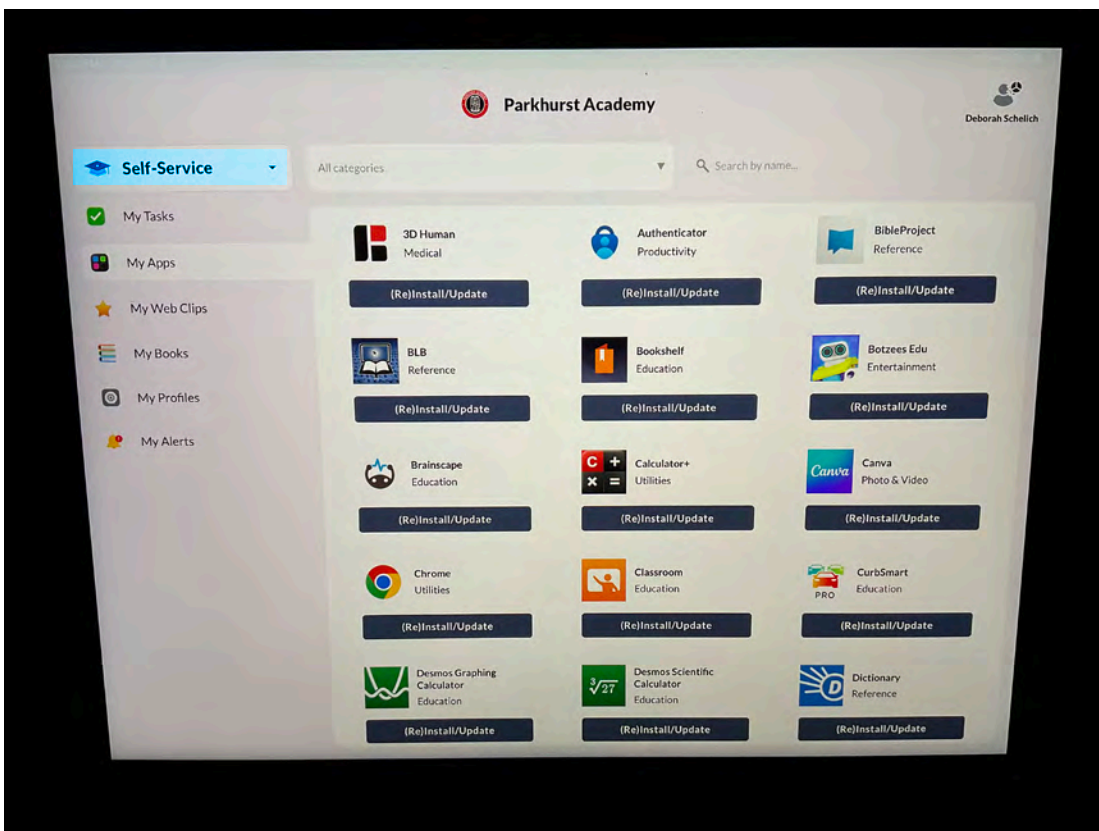 Parkhurst Academy
Deborah Schelich
Self-Service
All categories
Search by name...
My Tasks
My Apps
My Web Clips
My Books
My Profiles
My Alerts
3D Human
Medical
(Re)Install/Update
Authenticator
Productivity
(Re)Install/Update
BibleProject
Reference
(Re)Install/Update
BLB
Reference
(Re)Install/Update
Bookshelf
Education
(Re)Install/Update
Botzees Edu
Entertainment
(Re)Install/Update
Brainscape
Education
(Re)Install/Update
C +
× =
Calculator+
Utilities
(Re)Install/Update
Canva
Canva
Photo & Video
(Re)Install/Update
Chrome
Utilities
(Re)Install/Update
Classroom
Education
(Re)Install/Update
PRO
CurbSmart
Education
(Re)Install/Update
Desmos Graphing
Calculator
Education
(Re)Install/Update
3√27
Desmos Scientific
Calculator
Education
(Re)Install/Update
D
Dictionary
Reference
(Re)Install/Update